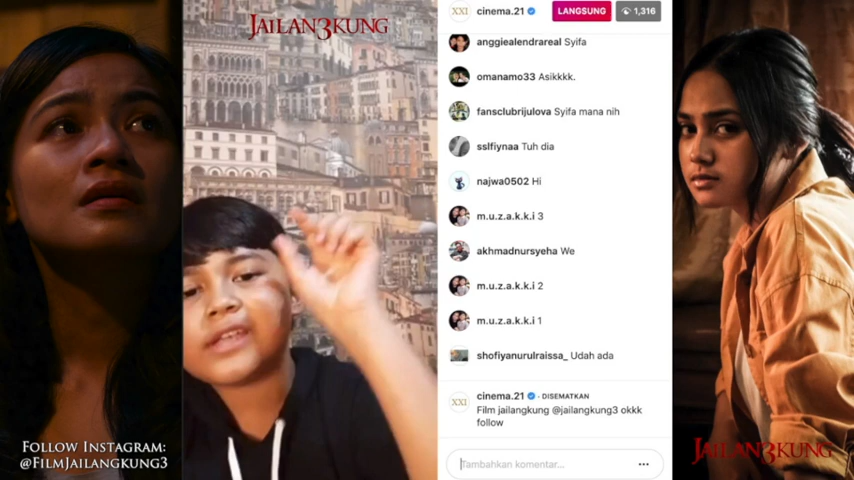 JAILAN3KUNG
FOLLOW INSTAGRAM:
@FILMJAILANGKUNG3
XXI cinema.21 LANGSUNG 1,316
anggiealendrareal Syifa
omanamo33 Asikkkk.
fansclubrijulova Syifa mana nih
sslfiynaa Tuh dia
najwa0502 Hi
m.u.z.a.k.k.i 3
akhmadnursyeha We
m.u.z.a.k.k.i 2
m.u.z.a.k.k.i 1
shofiyanurulraissa_ Udah ada
XXI cinema.21 · DISEMATKAN
Film jailangkung @jailangkung3 okkk
follow
Tambahkan komentar...
JAILAN3KUNG